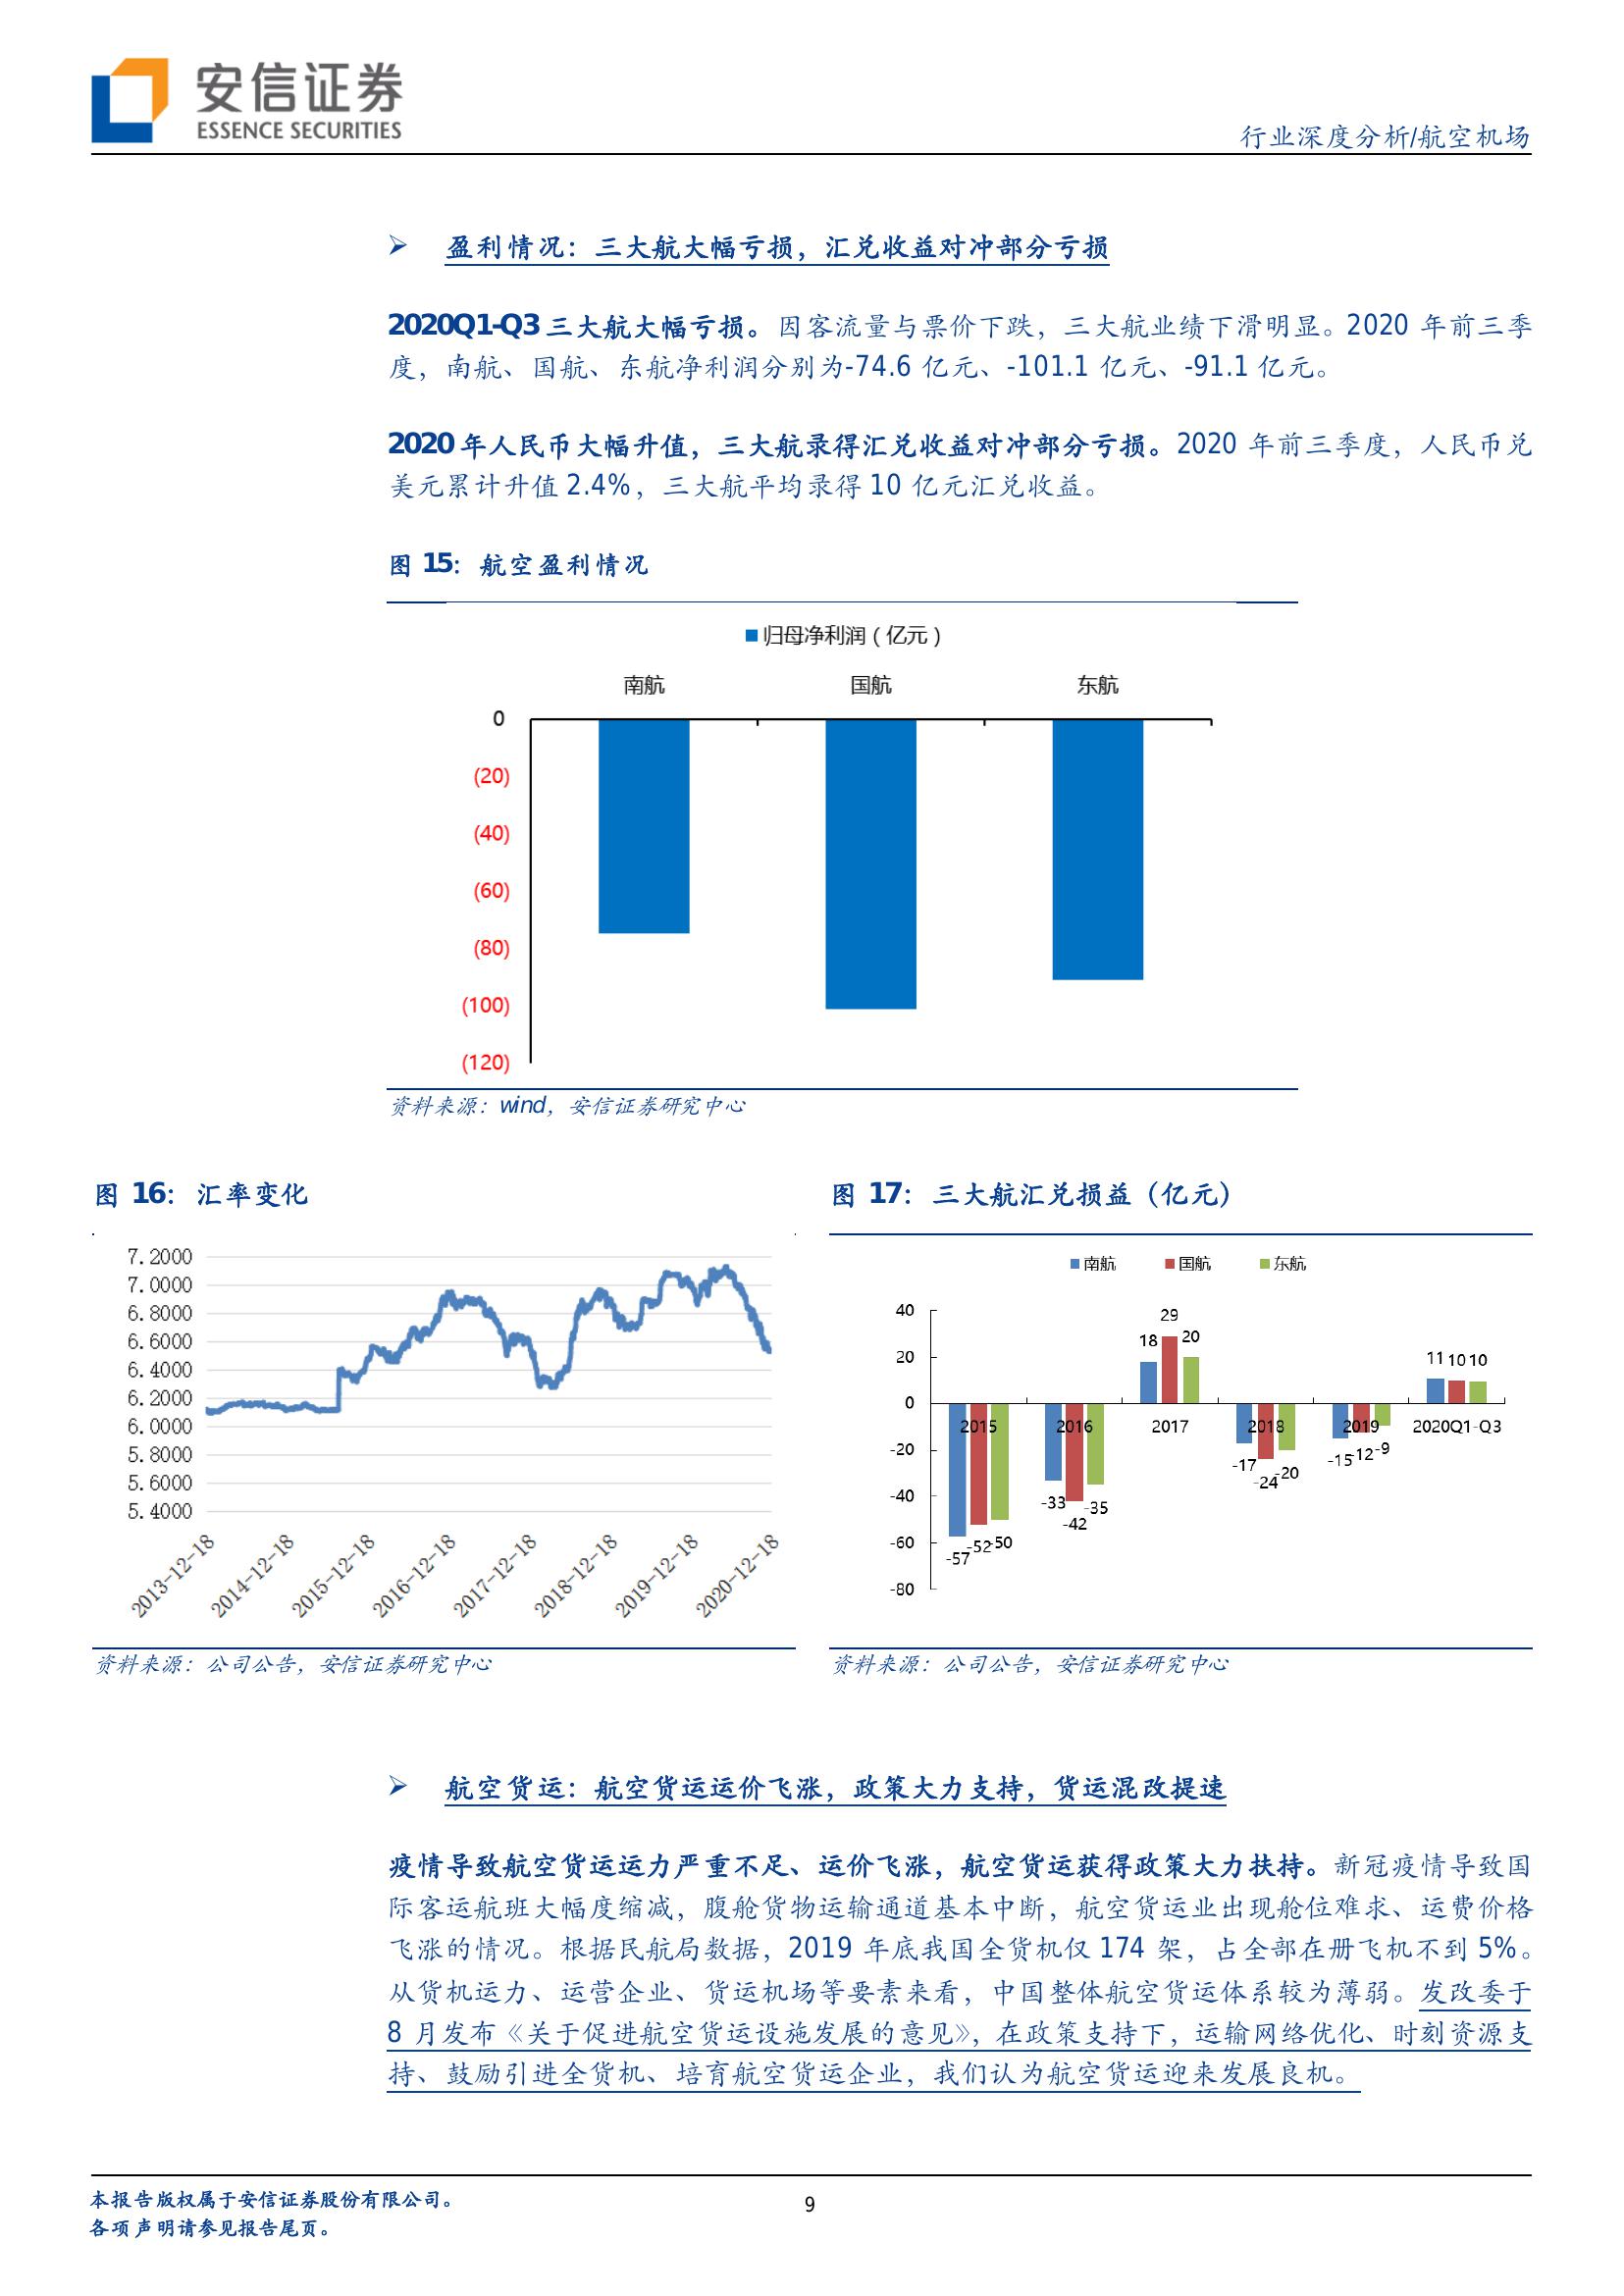 安信证券
ESSENCE SECURITIES
行业深度分析/航空机场
➢ 盈利情况：三大航大幅亏损，汇兑收益对冲部分亏损
2020Q1-Q3 三大航大幅亏损。因客流量与票价下跌，三大航业绩下滑明显。2020 年前三季
度，南航、国航、东航净利润分别为-74.6 亿元、-101.1 亿元、-91.1 亿元。
2020 年人民币大幅升值，三大航录得汇兑收益对冲部分亏损。2020 年前三季度，人民币兑
美元累计升值 2.4%，三大航平均录得 10 亿元汇兑收益。
图 15：航空盈利情况
归母净利润（亿元）
南航 国航 东航
0
(20)
(40)
(60)
(80)
(100)
(120)
资料来源：wind，安信证券研究中心
图 16：汇率变化
7.2000
7.0000
6.8000
6.6000
6.4000
6.2000
6.0000
5.8000
5.6000
5.4000
2013-12-18 2014-12-18 2015-12-18 2016-12-18 2017-12-18 2018-12-18 2019-12-18 2020-12-18
资料来源：公司公告，安信证券研究中心
图 17：三大航汇兑损益（亿元）
南航 国航 东航
40
20
0
-20
-40
-60
-80
2015 2016 2017 2018 2019 2020Q1-Q3
-57 -52 -50
-33 -42 -35
18 29 20
-17 -24 -20
-15 -12 -9
11 10 10
资料来源：公司公告，安信证券研究中心
➢ 航空货运：航空货运运价飞涨，政策大力支持，货运混改提速
疫情导致航空货运运力严重不足、运价飞涨，航空货运获得政策大力扶持。新冠疫情导致国
际客运航班大幅度缩减，腹舱货物运输通道基本中断，航空货运业出现舱位难求、运费价格
飞涨的情况。根据民航局数据，2019 年底我国全货机仅 174 架，占全部在册飞机不到 5%。
从货机运力、运营企业、货运机场等要素来看，中国整体航空货运体系较为薄弱。发改委于
8 月发布《关于促进航空货运设施发展的意见》，在政策支持下，运输网络优化、时刻资源支
持、鼓励引进全货机、培育航空货运企业，我们认为航空货运迎来发展良机。
本报告版权属于安信证券股份有限公司。
各项声明请参见报告尾页。
9